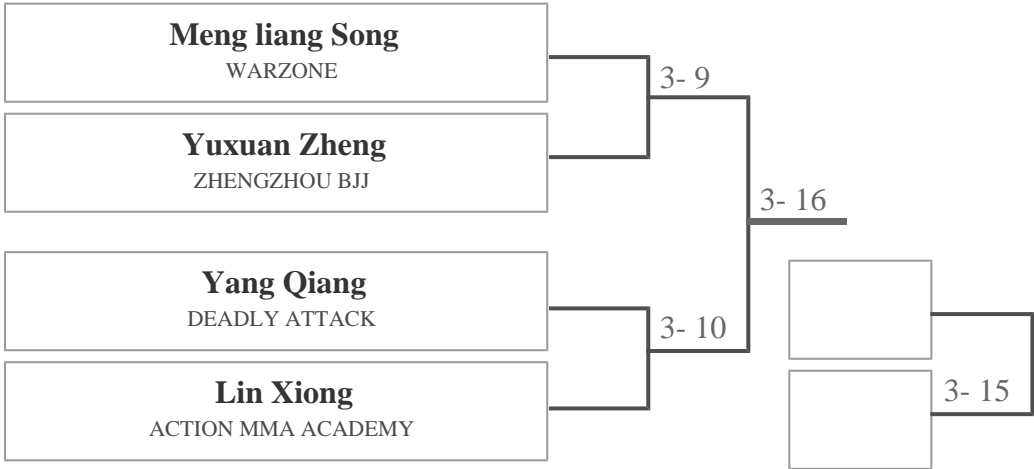 Meng liang Song
WARZONE
3- 9
Yuxuan Zheng
ZHENGZHOU BJJ
3- 16
Yang Qiang
DEADLY ATTACK
3- 10
Lin Xiong
ACTION MMA ACADEMY
3- 15